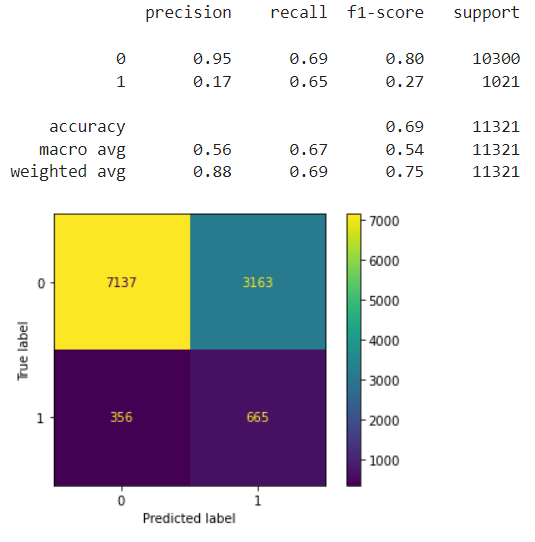 precision recall f1-score support
0 0.95 0.69 0.80 10300
1 0.17 0.65 0.27 1021
accuracy 0.69 11321
macro avg 0.56 0.67 0.54 11321
weighted avg 0.88 0.69 0.75 11321
7000
6000
5000
4000
3000
2000
1000
True label
0
7137 3163
1
356 665
0 1
Predicted label